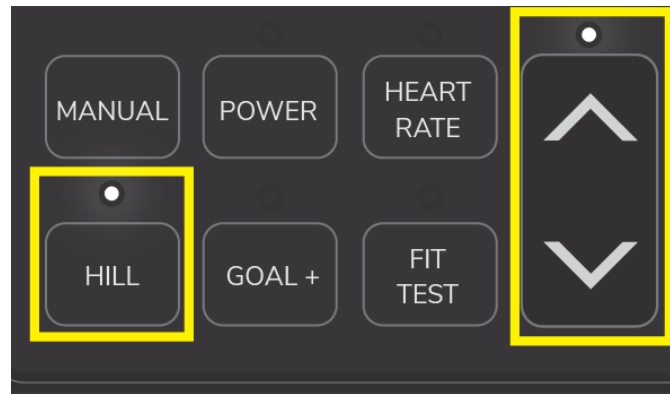 MANUAL
POWER
HEART
RATE
HILL
GOAL +
FIT
TEST